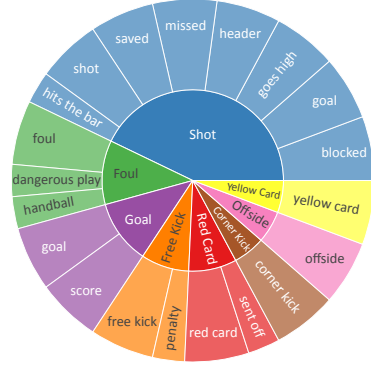 missed
saved
header
shot
goes high
hits the bar
goal
Shot
foul
blocked
dangerous play
Foul
Yellow Card
yellow card
handball
Goal
Free Kick
Red Card
Corner Kick
Offside
goal
offside
score
corner kick
free kick
penalty
red card
sent off